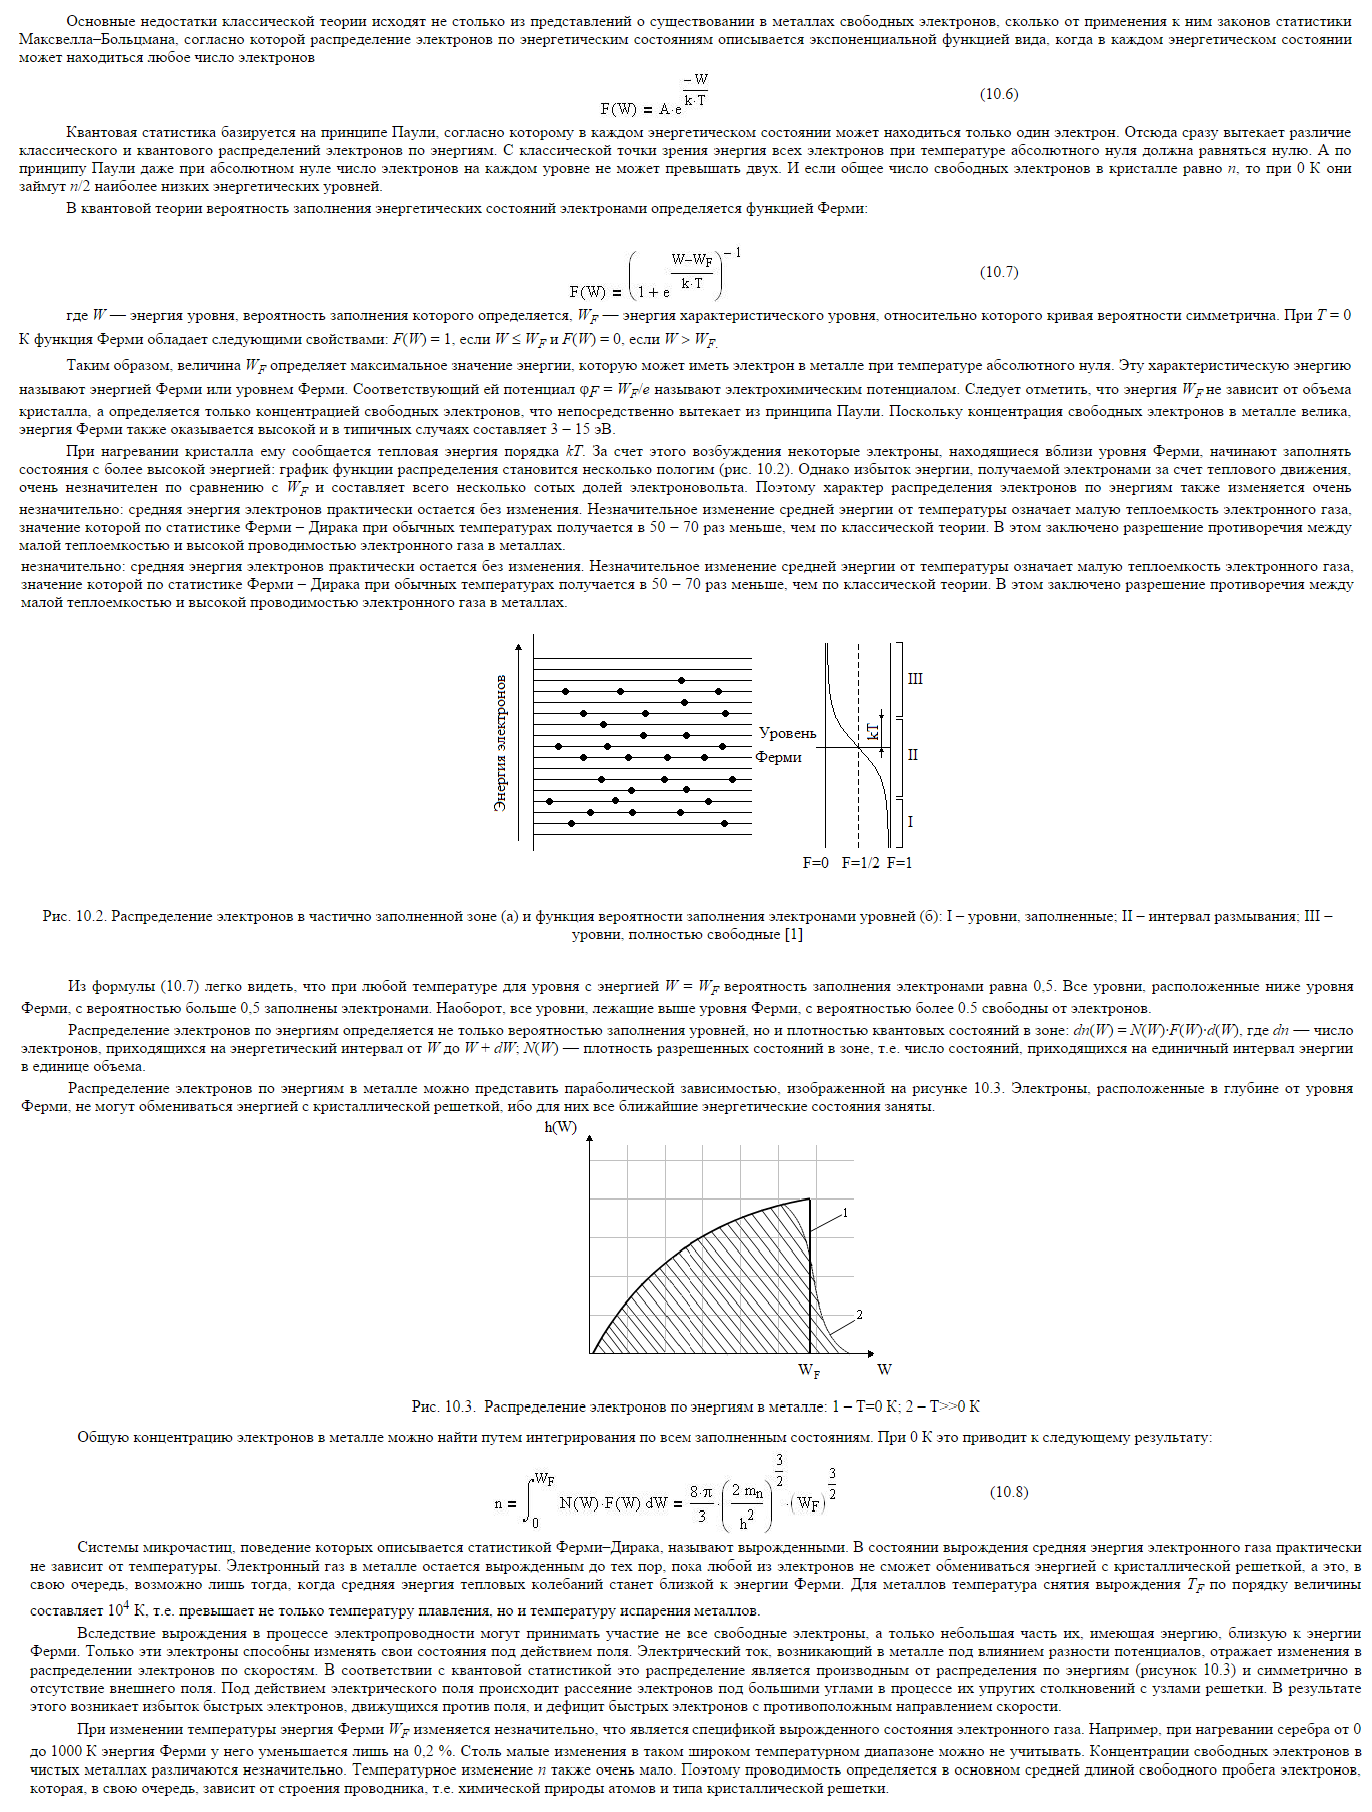 Основные недостатки классической теории исходят не столько из представлений о существовании в металлах свободных электронов, сколько от применения к ним законов статистики
Максвелла–Больцмана, согласно которой распределение электронов по энергетическим состояниям описывается экспоненциальной функцией вида, когда в каждом энергетическом состоянии
может находиться любое число электронов
F(W) = A·e^(–W/(k·T)) (10.6)
Квантовая статистика базируется на принципе Паули, согласно которому в каждом энергетическом состоянии может находиться только один электрон. Отсюда сразу вытекает различие
классического и квантового распределений электронов по энергиям. С классической точки зрения энергия всех электронов при температуре абсолютного нуля должна равняться нулю. А по
принципу Паули даже при абсолютном нуле число электронов на каждом уровне не может превышать двух. И если общее число свободных электронов в кристалле равно n, то при 0 К они
займут n/2 наиболее низких энергетических уровней.
В квантовой теории вероятность заполнения энергетических состояний электронами определяется функцией Ферми:
F(W) = (1 + e^((W–W_F)/(k·T)))^(–1) (10.7)
где W — энергия уровня, вероятность заполнения которого определяется, W_F — энергия характеристического уровня, относительно которого кривая вероятности симметрична. При T = 0
К функция Ферми обладает следующими свойствами: F(W) = 1, если W ≤ W_F и F(W) = 0, если W > W_F.
Таким образом, величина W_F определяет максимальное значение энергии, которую может иметь электрон в металле при температуре абсолютного нуля. Эту характеристическую энергию
называют энергией Ферми или уровнем Ферми. Соответствующий ей потенциал φ_F = W_F/e называют электрохимическим потенциалом. Следует отметить, что энергия W_F не зависит от объема
кристалла, а определяется только концентрацией свободных электронов, что непосредственно вытекает из принципа Паули. Поскольку концентрация свободных электронов в металле велика,
энергия Ферми также оказывается высокой и в типичных случаях составляет 3 – 15 эВ.
При нагревании кристалла ему сообщается тепловая энергия порядка kT. За счет этого возбуждения некоторые электроны, находящиеся вблизи уровня Ферми, начинают заполнять
состояния с более высокой энергией: график функции распределения становится несколько пологим (рис. 10.2). Однако избыток энергии, получаемой электронами за счет теплового движения,
очень незначителен по сравнению с W_F и составляет всего несколько сотых долей электроновольта. Поэтому характер распределения электронов по энергиям также изменяется очень
незначительно: средняя энергия электронов практически остается без изменения. Незначительное изменение средней энергии от температуры означает малую теплоемкость электронного газа,
значение которой по статистике Ферми – Дирака при обычных температурах получается в 50 – 70 раз меньше, чем по классической теории. В этом заключено разрешение противоречия между
малой теплоемкостью и высокой проводимостью электронного газа в металлах.
незначительно: средняя энергия электронов практически остается без изменения. Незначительное изменение средней энергии от температуры означает малую теплоемкость электронного газа,
значение которой по статистике Ферми – Дирака при обычных температурах получается в 50 – 70 раз меньше, чем по классической теории. В этом заключено разрешение противоречия между
малой теплоемкостью и высокой проводимостью электронного газа в металлах.
Энергия электронов
Уровень
Ферми
kT
III
II
I
F=0 F=1/2 F=1
Рис. 10.2. Распределение электронов в частично заполненной зоне (а) и функция вероятности заполнения электронами уровней (б): I – уровни, заполненные; II – интервал размывания; III –
уровни, полностью свободные [1]
Из формулы (10.7) легко видеть, что при любой температуре для уровня с энергией W = W_F вероятность заполнения электронами равна 0,5. Все уровни, расположенные ниже уровня
Ферми, с вероятностью больше 0,5 заполнены электронами. Наоборот, все уровни, лежащие выше уровня Ферми, с вероятностью более 0.5 свободны от электронов.
Распределение электронов по энергиям определяется не только вероятностью заполнения уровней, но и плотностью квантовых состояний в зоне: dn(W) = N(W)·F(W)·d(W), где dn — число
электронов, приходящихся на энергетический интервал от W до W + dW; N(W) — плотность разрешенных состояний в зоне, т.е. число состояний, приходящихся на единичный интервал энергии
в единице объема.
Распределение электронов по энергиям в металле можно представить параболической зависимостью, изображенной на рисунке 10.3. Электроны, расположенные в глубине от уровня
Ферми, не могут обмениваться энергией с кристаллической решеткой, ибо для них все ближайшие энергетические состояния заняты.
h(W)
1
2
W_F W
Рис. 10.3. Распределение электронов по энергиям в металле: 1 – T=0 К; 2 – T>>0 К
Общую концентрацию электронов в металле можно найти путем интегрирования по всем заполненным состояниям. При 0 К это приводит к следующему результату:
n = ∫_0^(W_F) N(W)·F(W) dW = (8·π/3)·(2 m_n/h^2)^(3/2)·(W_F)^(3/2) (10.8)
Системы микрочастиц, поведение которых описывается статистикой Ферми–Дирака, называют вырожденными. В состоянии вырождения средняя энергия электронного газа практически
не зависит от температуры. Электронный газ в металле остается вырожденным до тех пор, пока любой из электронов не сможет обмениваться энергией с кристаллической решеткой, а это, в
свою очередь, возможно лишь тогда, когда средняя энергия тепловых колебаний станет близкой к энергии Ферми. Для металлов температура снятия вырождения T_F по порядку величины
составляет 10^4 К, т.е. превышает не только температуру плавления, но и температуру испарения металлов.
Вследствие вырождения в процессе электропроводности могут принимать участие не все свободные электроны, а только небольшая часть их, имеющая энергию, близкую к энергии
Ферми. Только эти электроны способны изменять свои состояния под действием поля. Электрический ток, возникающий в металле под влиянием разности потенциалов, отражает изменения в
распределении электронов по скоростям. В соответствии с квантовой статистикой это распределение является производным от распределения по энергиям (рисунок 10.3) и симметрично в
отсутствие внешнего поля. Под действием электрического поля происходит рассеяние электронов под большими углами в процессе их упругих столкновений с узлами решетки. В результате
этого возникает избыток быстрых электронов, движущихся против поля, и дефицит быстрых электронов с противоположным направлением скорости.
При изменении температуры энергия Ферми W_F изменяется незначительно, что является спецификой вырожденного состояния электронного газа. Например, при нагревании серебра от 0
до 1000 К энергия Ферми у него уменьшается лишь на 0,2 %. Столь малые изменения в таком широком температурном диапазоне можно не учитывать. Концентрации свободных электронов в
чистых металлах различаются незначительно. Температурное изменение n также очень мало. Поэтому проводимость определяется в основном средней длиной свободного пробега электронов,
которая, в свою очередь, зависит от строения проводника, т.е. химической природы атомов и типа кристаллической решетки.